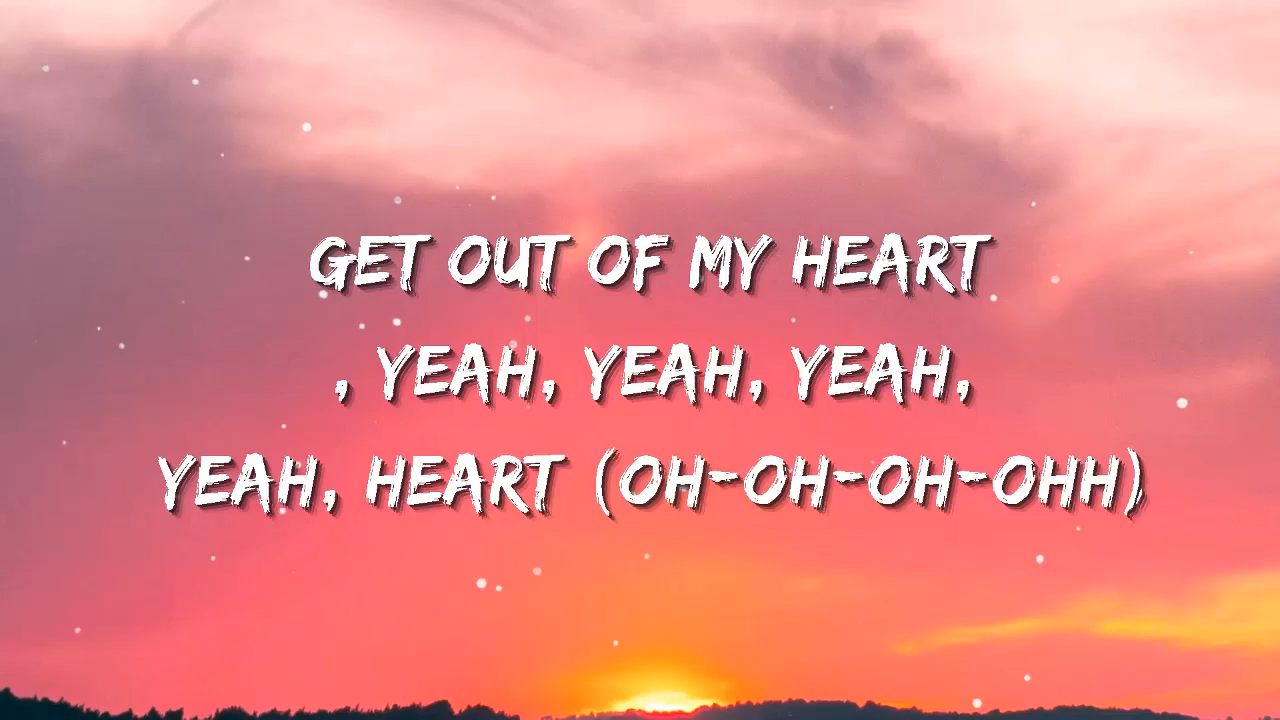 GET OUT OF MY HEART
, YEAH, YEAH, YEAH,
YEAH, HEART (OH-OH-OH-OHH)